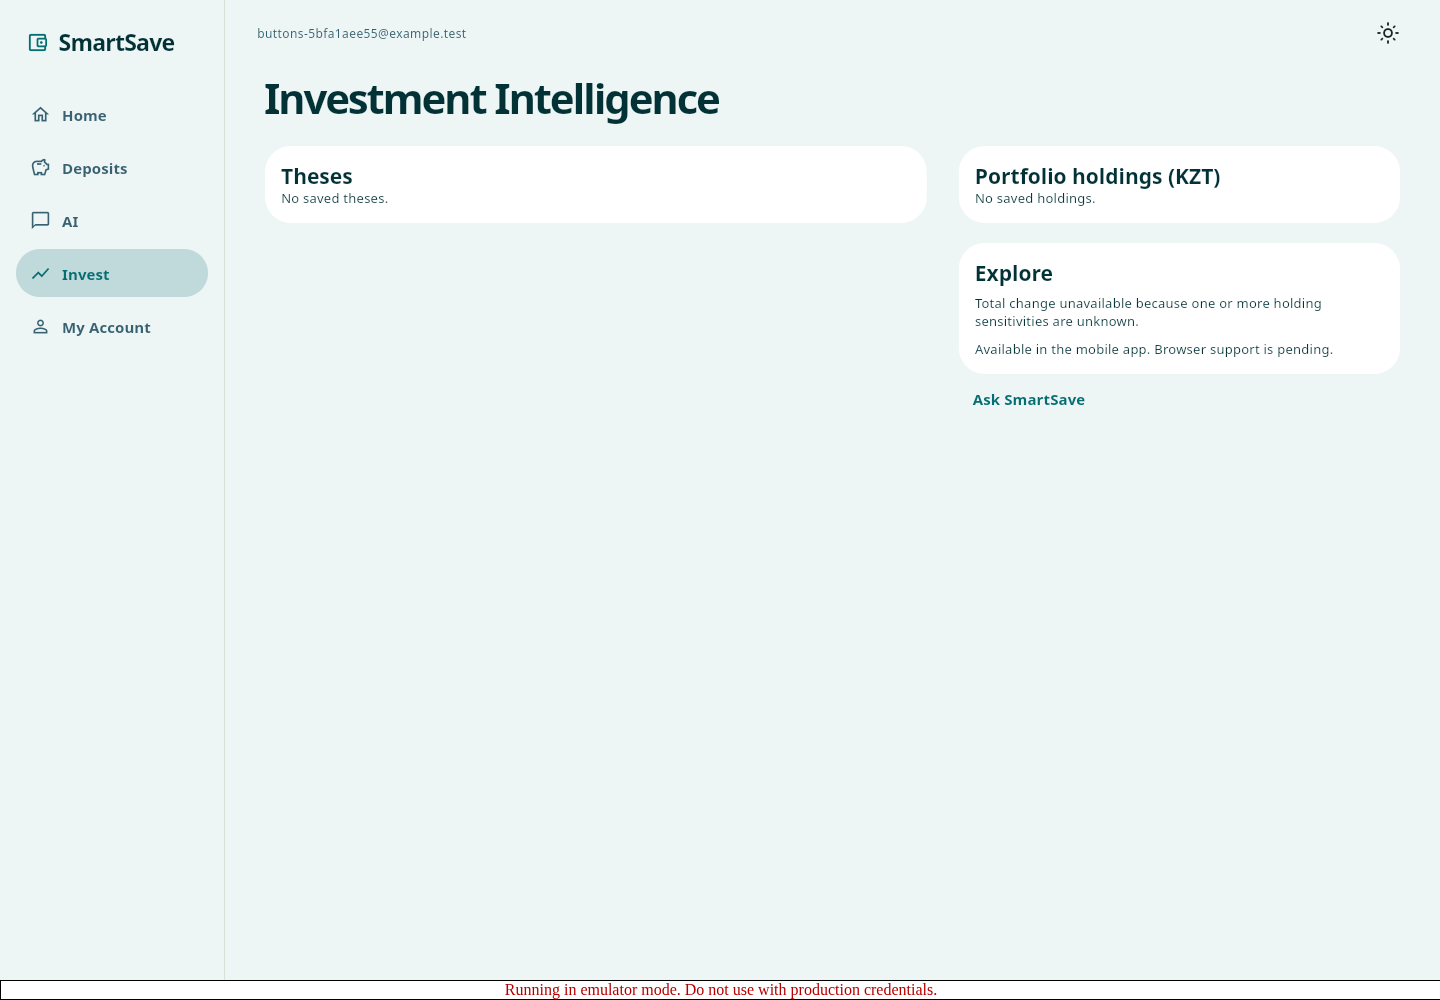 SmartSave
Home
Deposits
AI
Invest
My Account
buttons-5bfa1aee55@example.test
Investment Intelligence
Theses
No saved theses.
Portfolio holdings (KZT)
No saved holdings.
Explore
Total change unavailable because one or more holding
sensitivities are unknown.
Available in the mobile app. Browser support is pending.
Ask SmartSave
Running in emulator mode. Do not use with production credentials.